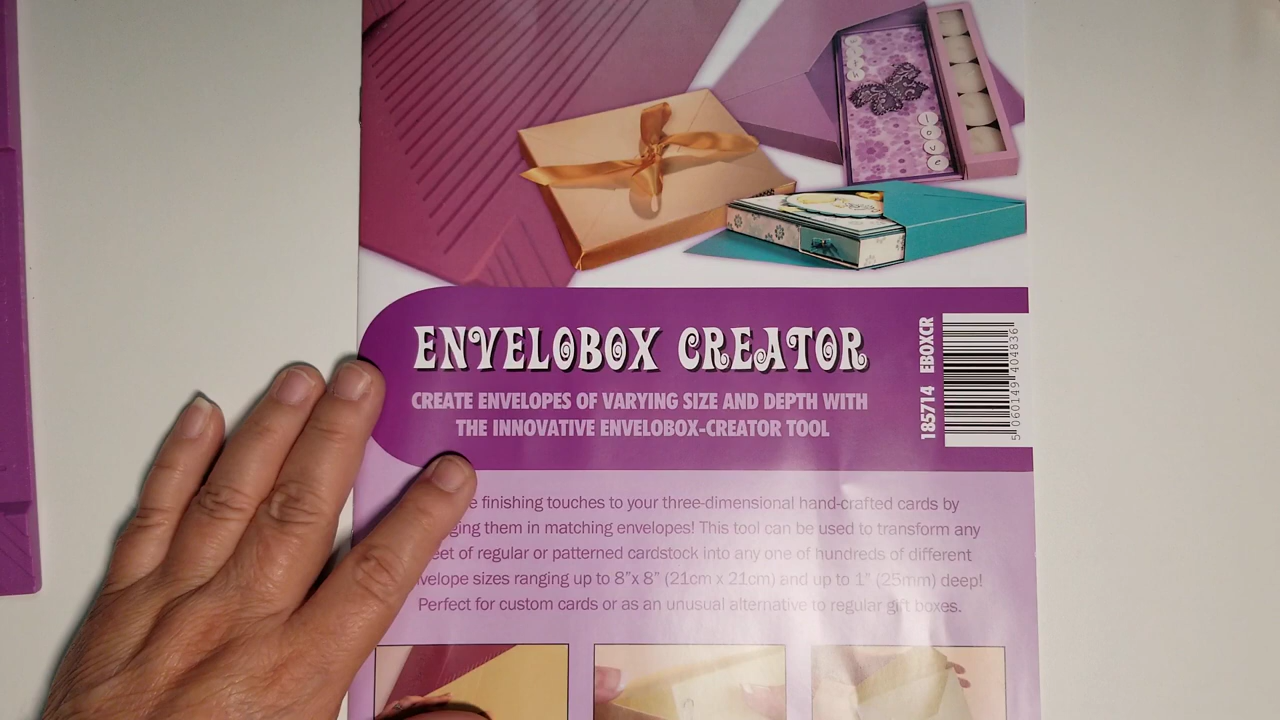 ENVELOBOX CREATOR
CREATE ENVELOPES OF VARYING SIZE AND DEPTH WITH
THE INNOVATIVE ENVELOBOX-CREATOR TOOL
185714 EBOXCR
5 060149 404836
finishing touches to your three-dimensional hand-crafted cards by
them in matching envelopes! This tool can be used to transform any
of regular or patterned cardstock into any one of hundreds of different
sizes ranging up to 8"x 8" (21cm x 21cm) and up to 1" (25mm) deep!
Perfect for custom cards or as an unusual alternative to regular gift boxes.